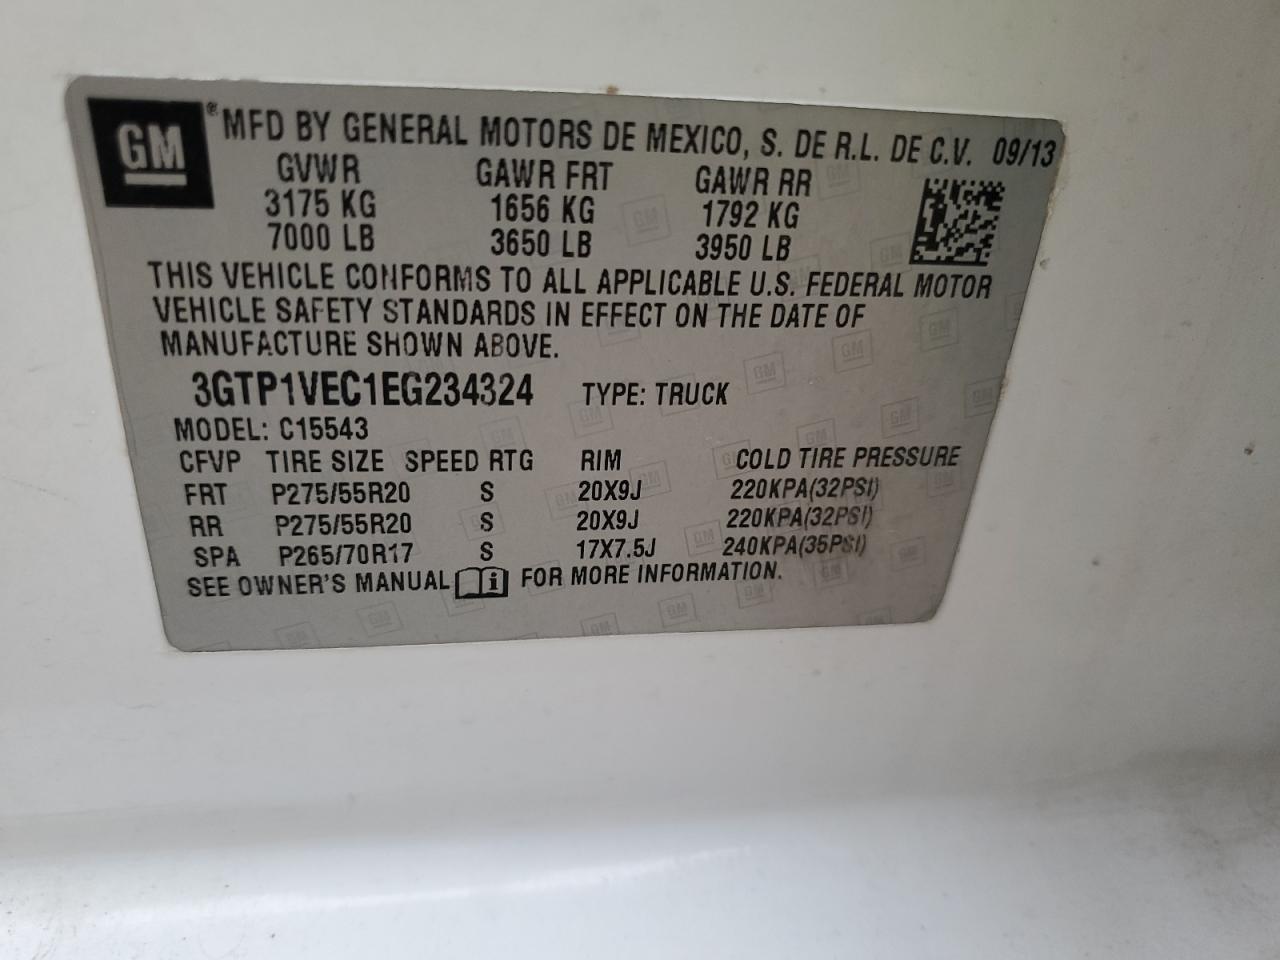 GM ® MFD BY GENERAL MOTORS DE MEXICO, S. DE R.L. DE C.V. 09/13
GVWR GAWR FRT GAWR RR
3175 KG 1656 KG 1792 KG
7000 LB 3650 LB 3950 LB
THIS VEHICLE CONFORMS TO ALL APPLICABLE U.S. FEDERAL MOTOR
VEHICLE SAFETY STANDARDS IN EFFECT ON THE DATE OF
MANUFACTURE SHOWN ABOVE.
3GTP1VEC1EG234324 TYPE: TRUCK
MODEL: C15543
CFVP TIRE SIZE SPEED RTG RIM COLD TIRE PRESSURE
FRT P275/55R20 S 20X9J 220KPA(32PSI)
RR P275/55R20 S 20X9J 220KPA(32PSI)
SPA P265/70R17 S 17X7.5J 240KPA(35PSI)
SEE OWNER'S MANUAL i FOR MORE INFORMATION.